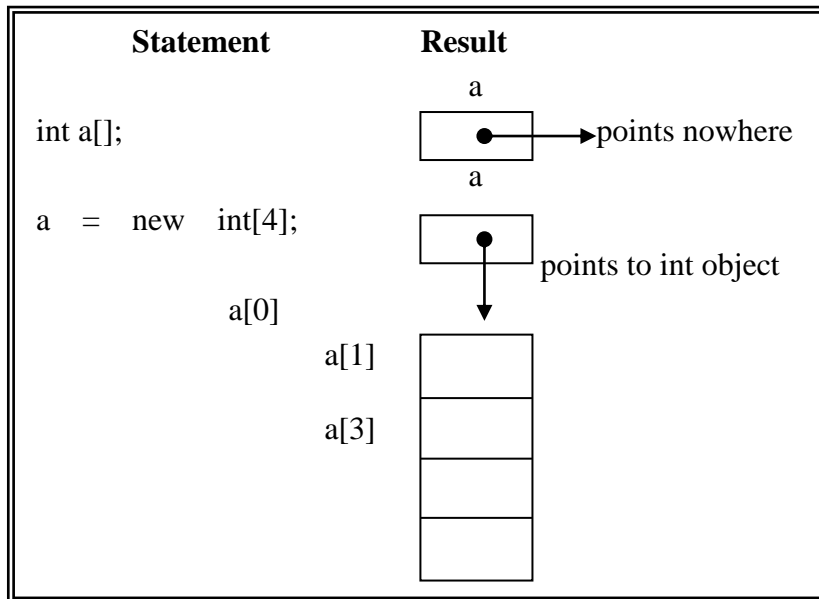 Statement Result
a
int a[];
points nowhere
a
a = new int[4];
points to int object
a[0]
a[1]
a[3]